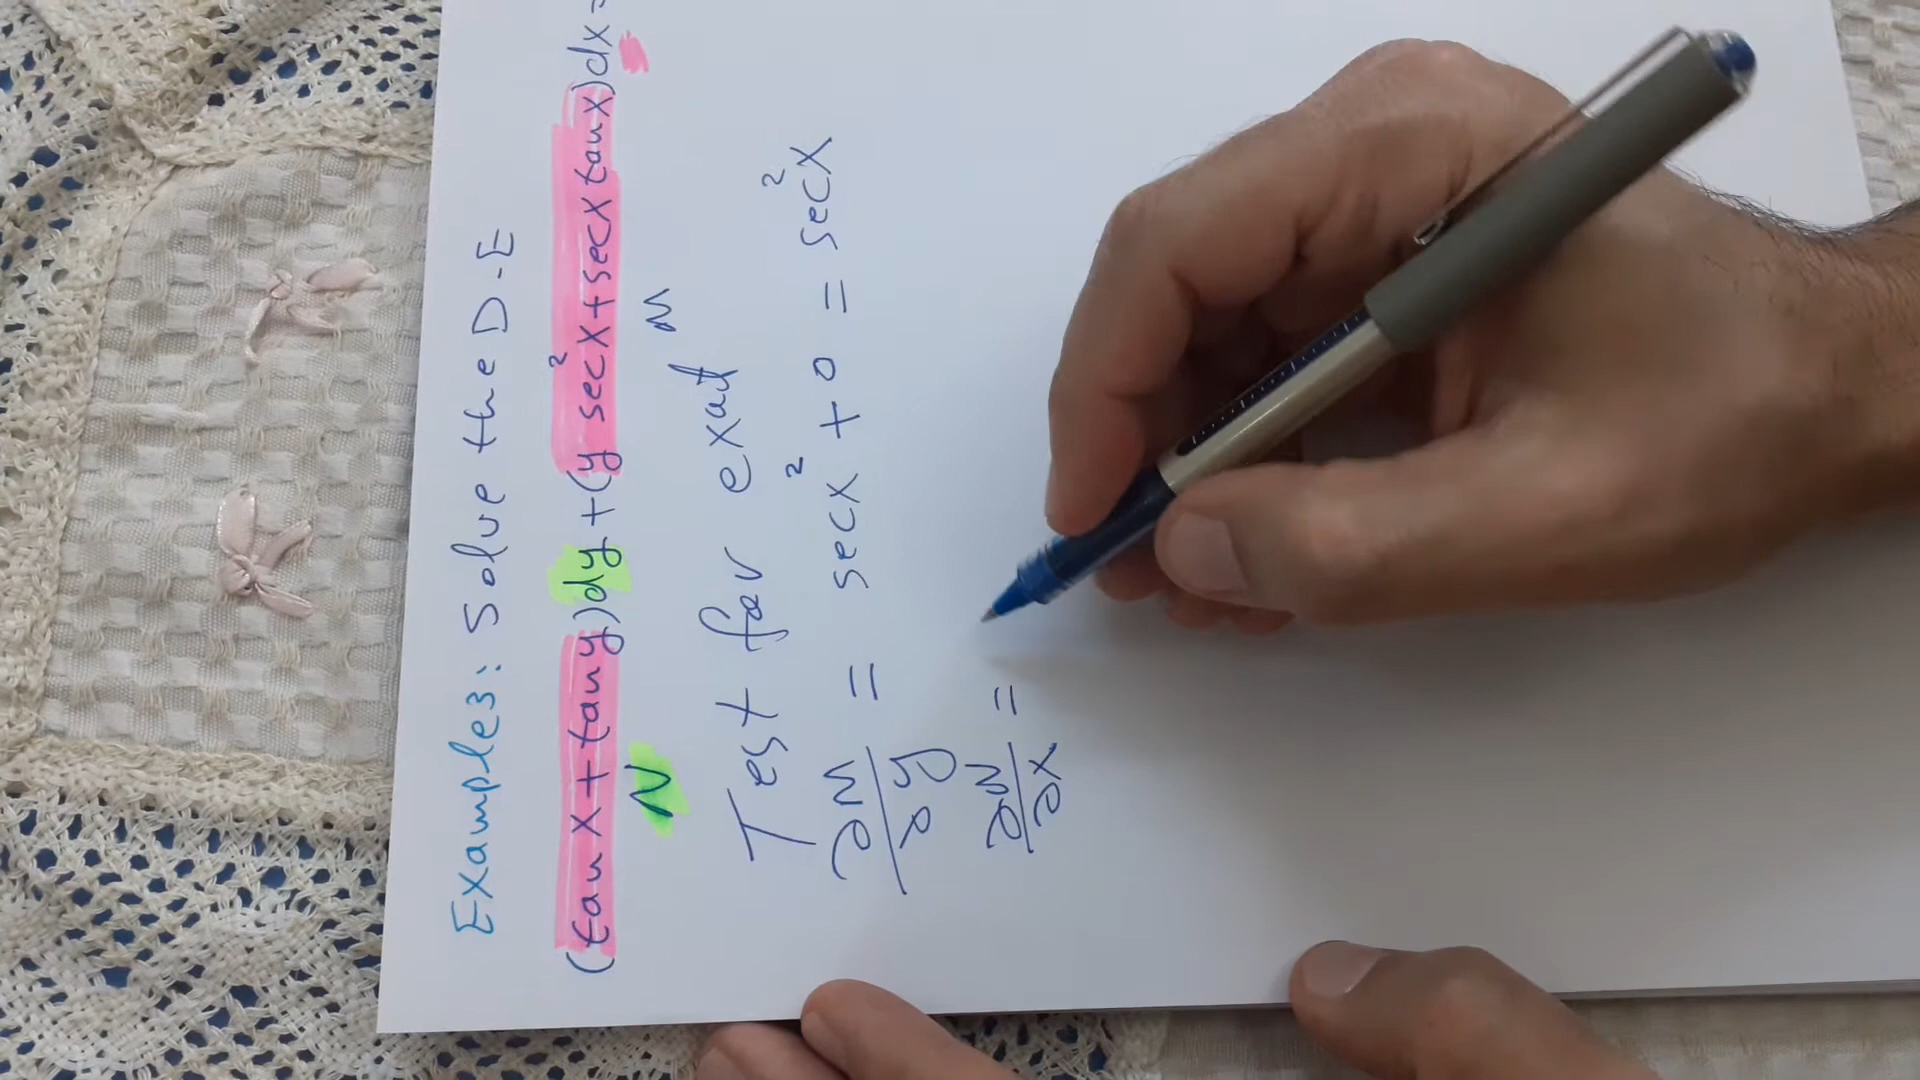 Example3: Solve the D.E
(tanx + tany)dy + (y sec²x + secx tanx)dx =
N M
Test for exact
∂M/∂y = sec²x + 0 = sec²x
∂N/∂x =